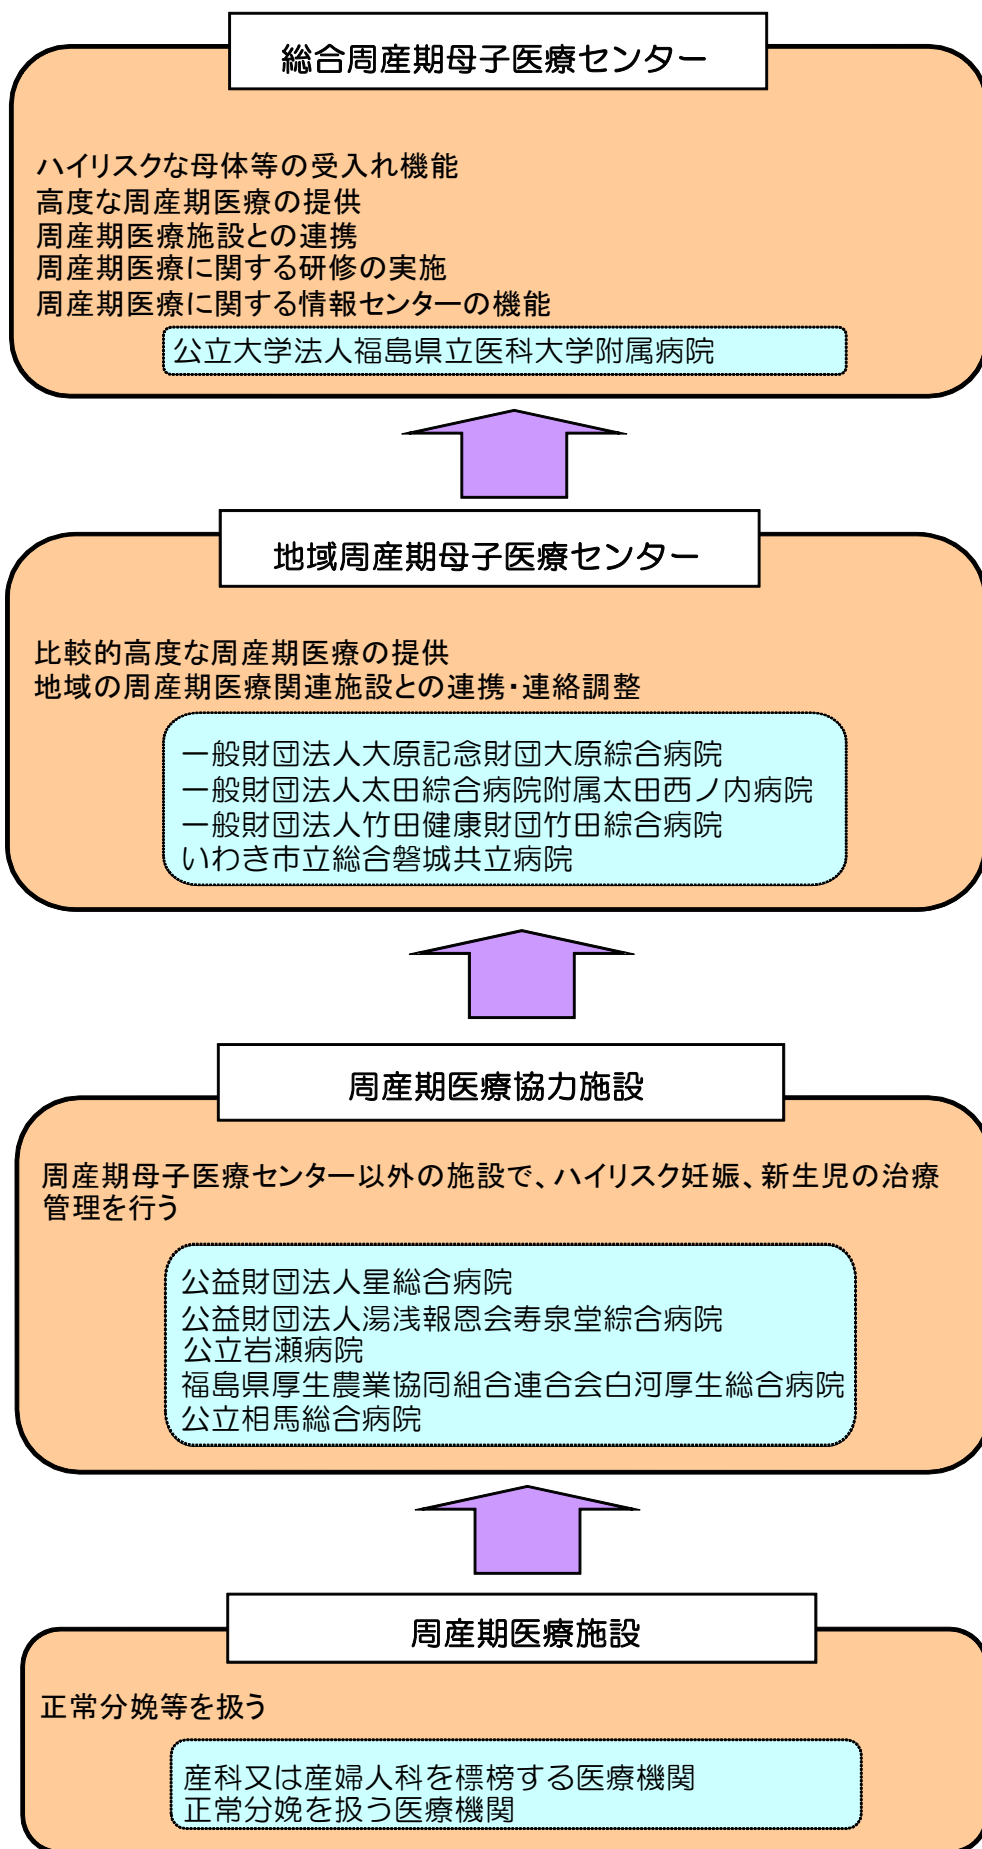 総合周産期母子医療センター
ハイリスクな母体等の受入れ機能
高度な周産期医療の提供
周産期医療施設との連携
周産期医療に関する研修の実施
周産期医療に関する情報センターの機能
公立大学法人福島県立医科大学附属病院
地域周産期母子医療センター
比較的高度な周産期医療の提供
地域の周産期医療関連施設との連携・連絡調整
一般財団法人大原記念財団大原綜合病院
一般財団法人太田綜合病院附属太田西ノ内病院
一般財団法人竹田健康財団竹田綜合病院
いわき市立総合磐城共立病院
周産期医療協力施設
周産期母子医療センター以外の施設で、ハイリスク妊娠、新生児の治療
管理を行う
公益財団法人星総合病院
公益財団法人湯浅報恩会寿泉堂綜合病院
公立岩瀬病院
福島県厚生農業協同組合連合会白河厚生総合病院
公立相馬総合病院
周産期医療施設
正常分娩等を扱う
産科又は産婦人科を標榜する医療機関
正常分娩を扱う医療機関